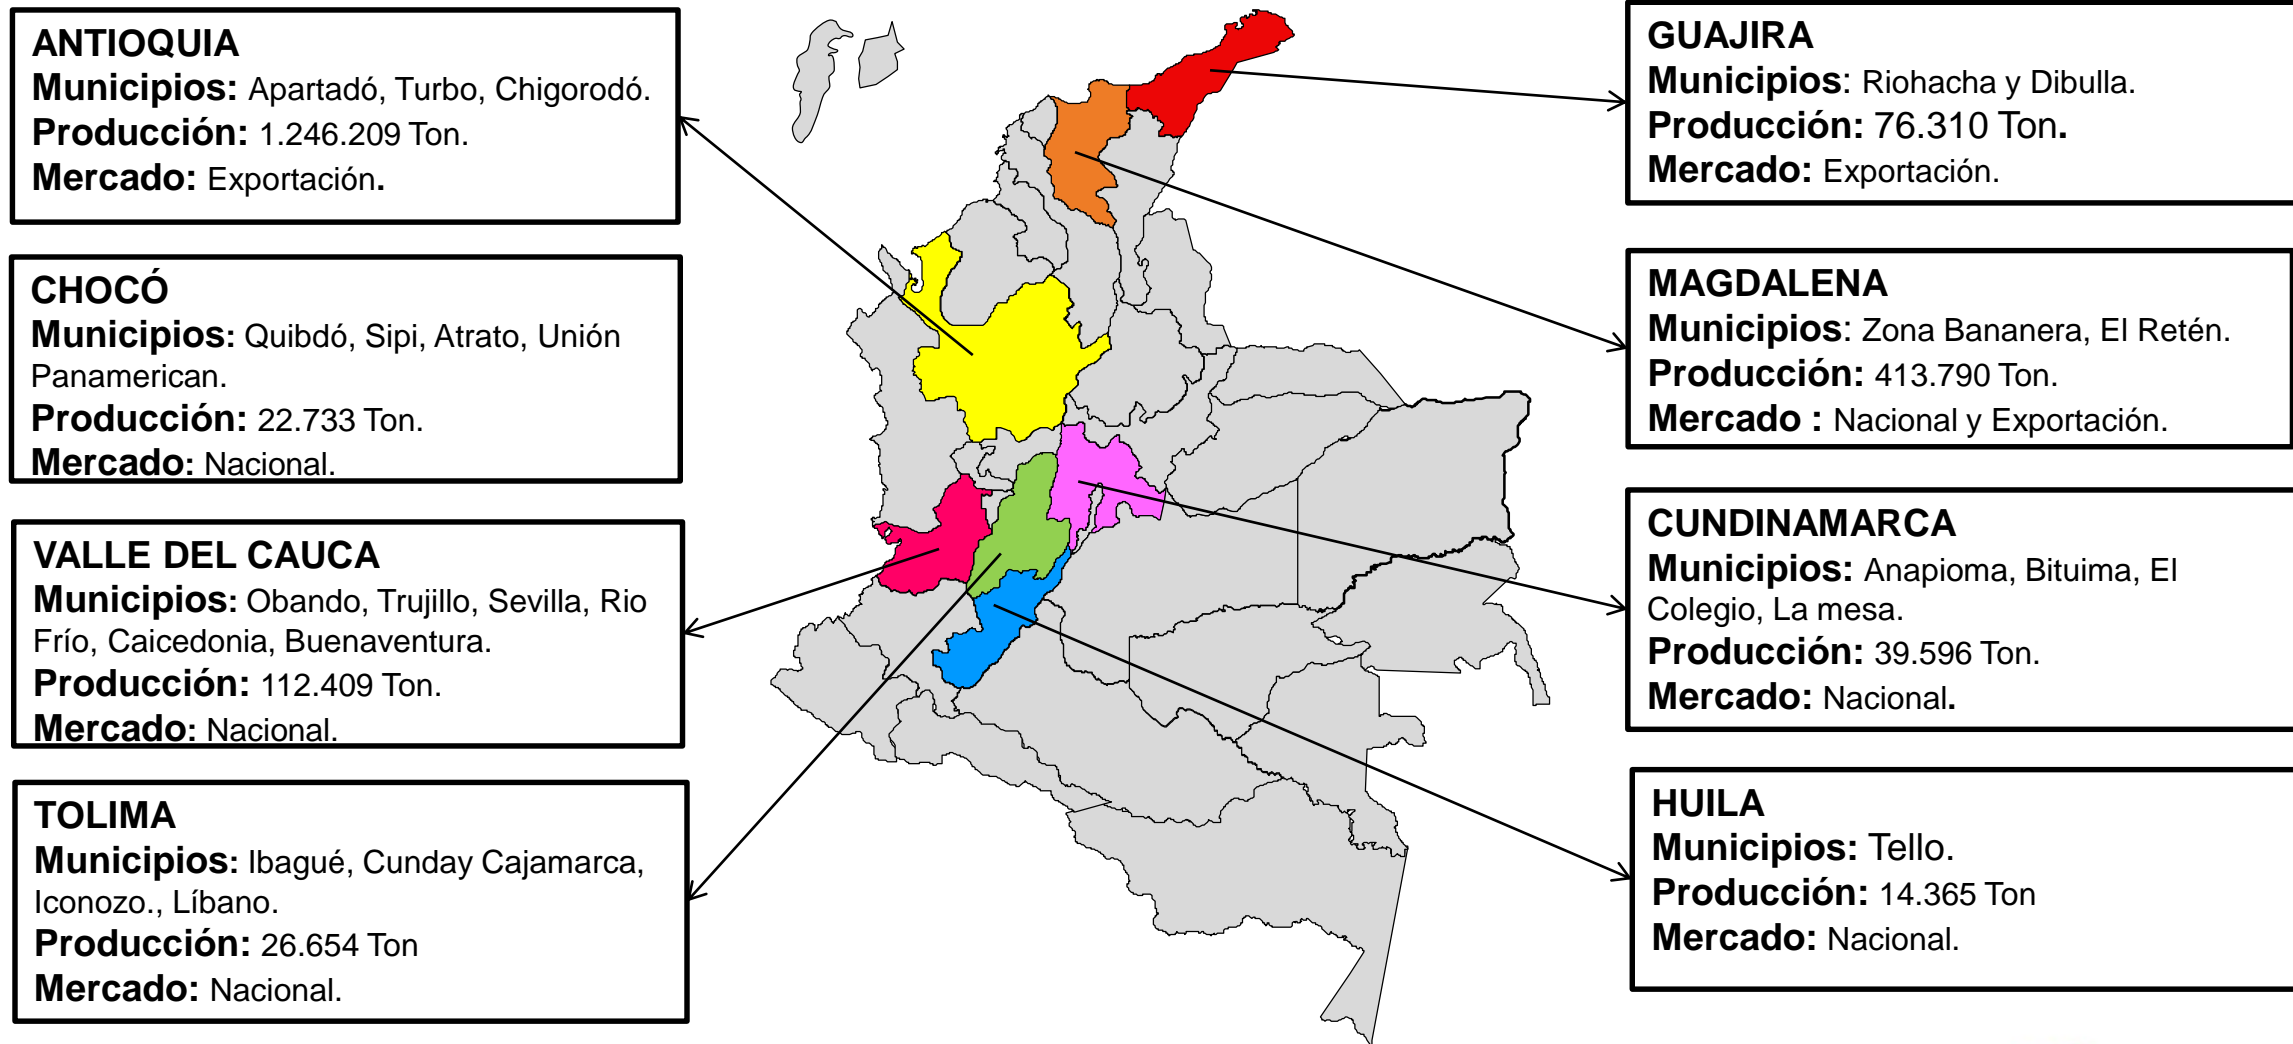 ANTIOQUIA
Municipios: Apartadó, Turbo, Chigorodó.
Producción: 1.246.209 Ton.
Mercado: Exportación.
CHOCÓ
Municipios: Quibdó, Sipi, Atrato, Unión
Panamerican.
Producción: 22.733 Ton.
Mercado: Nacional.
VALLE DEL CAUCA
Municipios: Obando, Trujillo, Sevilla, Rio
Frío, Caicedonia, Buenaventura.
Producción: 112.409 Ton.
Mercado: Nacional.
TOLIMA
Municipios: Ibagué, Cunday Cajamarca,
Iconozo., Líbano.
Producción: 26.654 Ton
Mercado: Nacional.
GUAJIRA
Municipios: Riohacha y Dibulla.
Producción: 76.310 Ton.
Mercado: Exportación.
MAGDALENA
Municipios: Zona Bananera, El Retén.
Producción: 413.790 Ton.
Mercado : Nacional y Exportación.
CUNDINAMARCA
Municipios: Anapioma, Bituima, El
Colegio, La mesa.
Producción: 39.596 Ton.
Mercado: Nacional.
HUILA
Municipios: Tello.
Producción: 14.365 Ton
Mercado: Nacional.